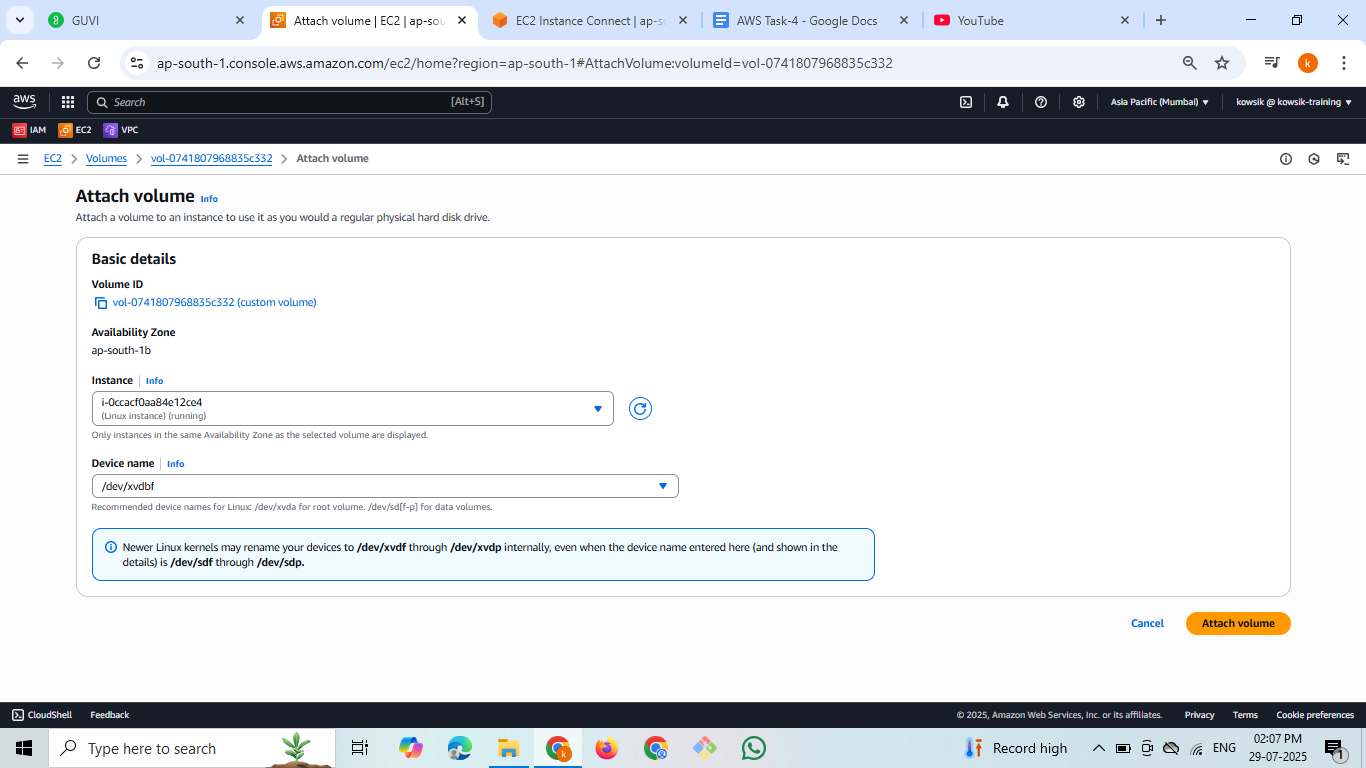 GUVI
Attach volume | EC2 | ap-sou
EC2 Instance Connect | ap-so
AWS Task-4 - Google Docs
YouTube
ap-south-1.console.aws.amazon.com/ec2/home?region=ap-south-1#AttachVolume:volumeId=vol-0741807968835c332
k
aws
Search
[Alt+S]
Asia Pacific (Mumbai)
kowsik @ kowsik-training
IAM
EC2
VPC
EC2
Volumes
vol-0741807968835c332
Attach volume
Attach volume Info
Attach a volume to an instance to use it as you would a regular physical hard disk drive.
Basic details
Volume ID
vol-0741807968835c332 (custom volume)
Availability Zone
ap-south-1b
Instance
Info
i-0ccacf0aa84e12ce4
(Linux instance) (running)
Only instances in the same Availability Zone as the selected volume are displayed.
Device name
Info
/dev/xvdbf
Recommended device names for Linux: /dev/xvda for root volume. /dev/sd[f-p] for data volumes.
Newer Linux kernels may rename your devices to /dev/xvdf through /dev/xvdp internally, even when the device name entered here (and shown in the
details) is /dev/sdf through /dev/sdp.
Cancel
Attach volume
CloudShell
Feedback
© 2025, Amazon Web Services, Inc. or its affiliates.
Privacy
Terms
Cookie preferences
Type here to search
k
Record high
ENG
02:07 PM
29-07-2025
1